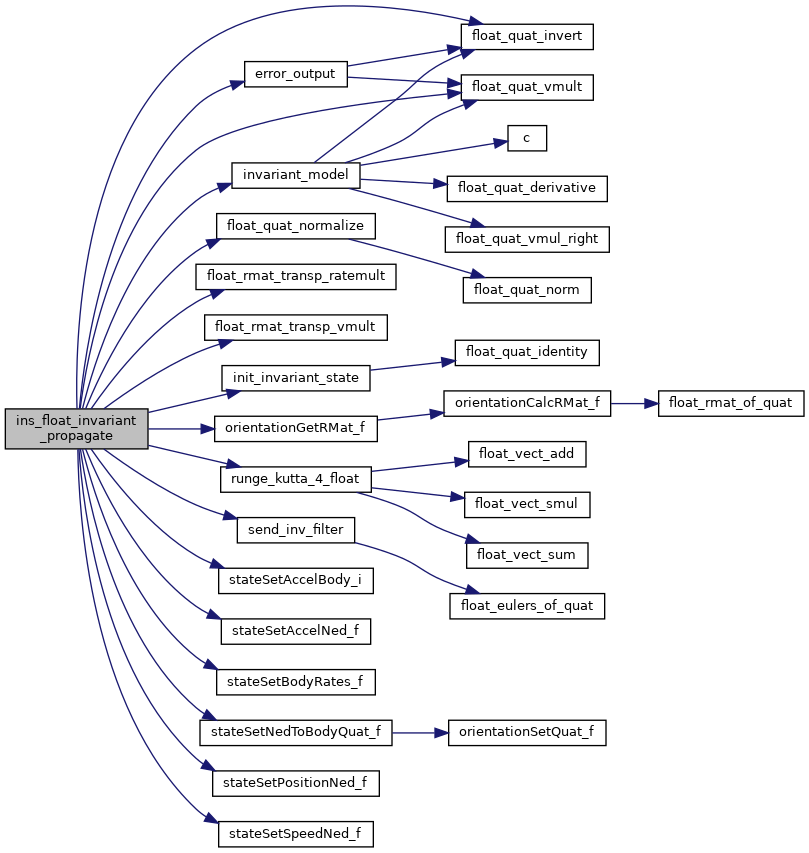 float_quat_invert
error_output
float_quat_vmult
c
invariant_model
float_quat_derivative
float_quat_normalize
float_quat_vmul_right
float_rmat_transp_ratemult
float_quat_norm
float_rmat_transp_vmult
float_quat_identity
init_invariant_state
ins_float_invariant
_propagate
orientationGetRMat_f
orientationCalcRMat_f
float_rmat_of_quat
runge_kutta_4_float
float_vect_add
float_vect_smul
send_inv_filter
float_vect_sum
stateSetAccelBody_i
float_eulers_of_quat
stateSetAccelNed_f
stateSetBodyRates_f
stateSetNedToBodyQuat_f
orientationSetQuat_f
stateSetPositionNed_f
stateSetSpeedNed_f